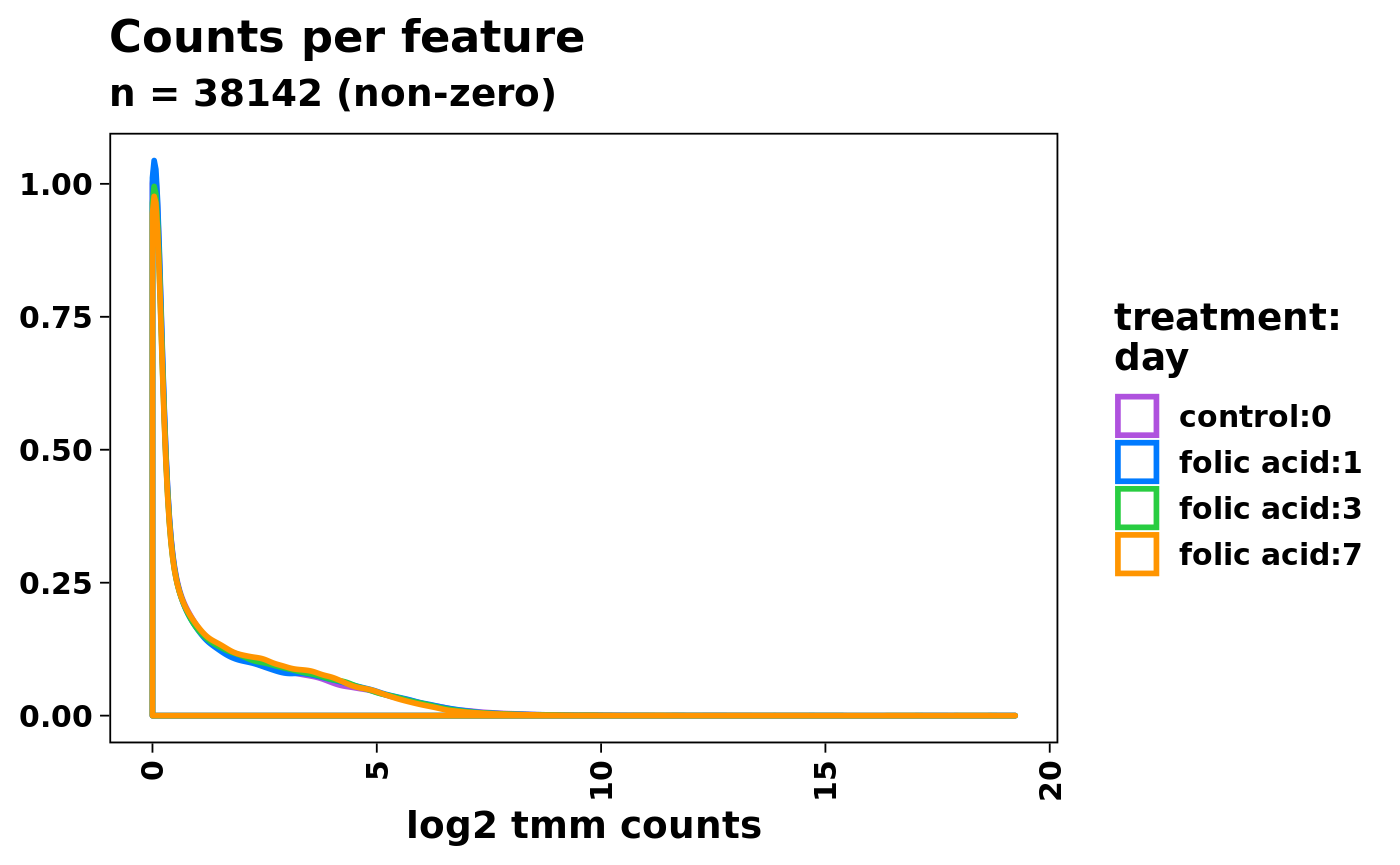 Counts per feature
n = 38142 (non-zero)
1.00
0.75
0.50
0.25
0.00
0
5
10
15
20
log2 tmm counts
treatment:
day
control:0
folic acid:1
folic acid:3
folic acid:7